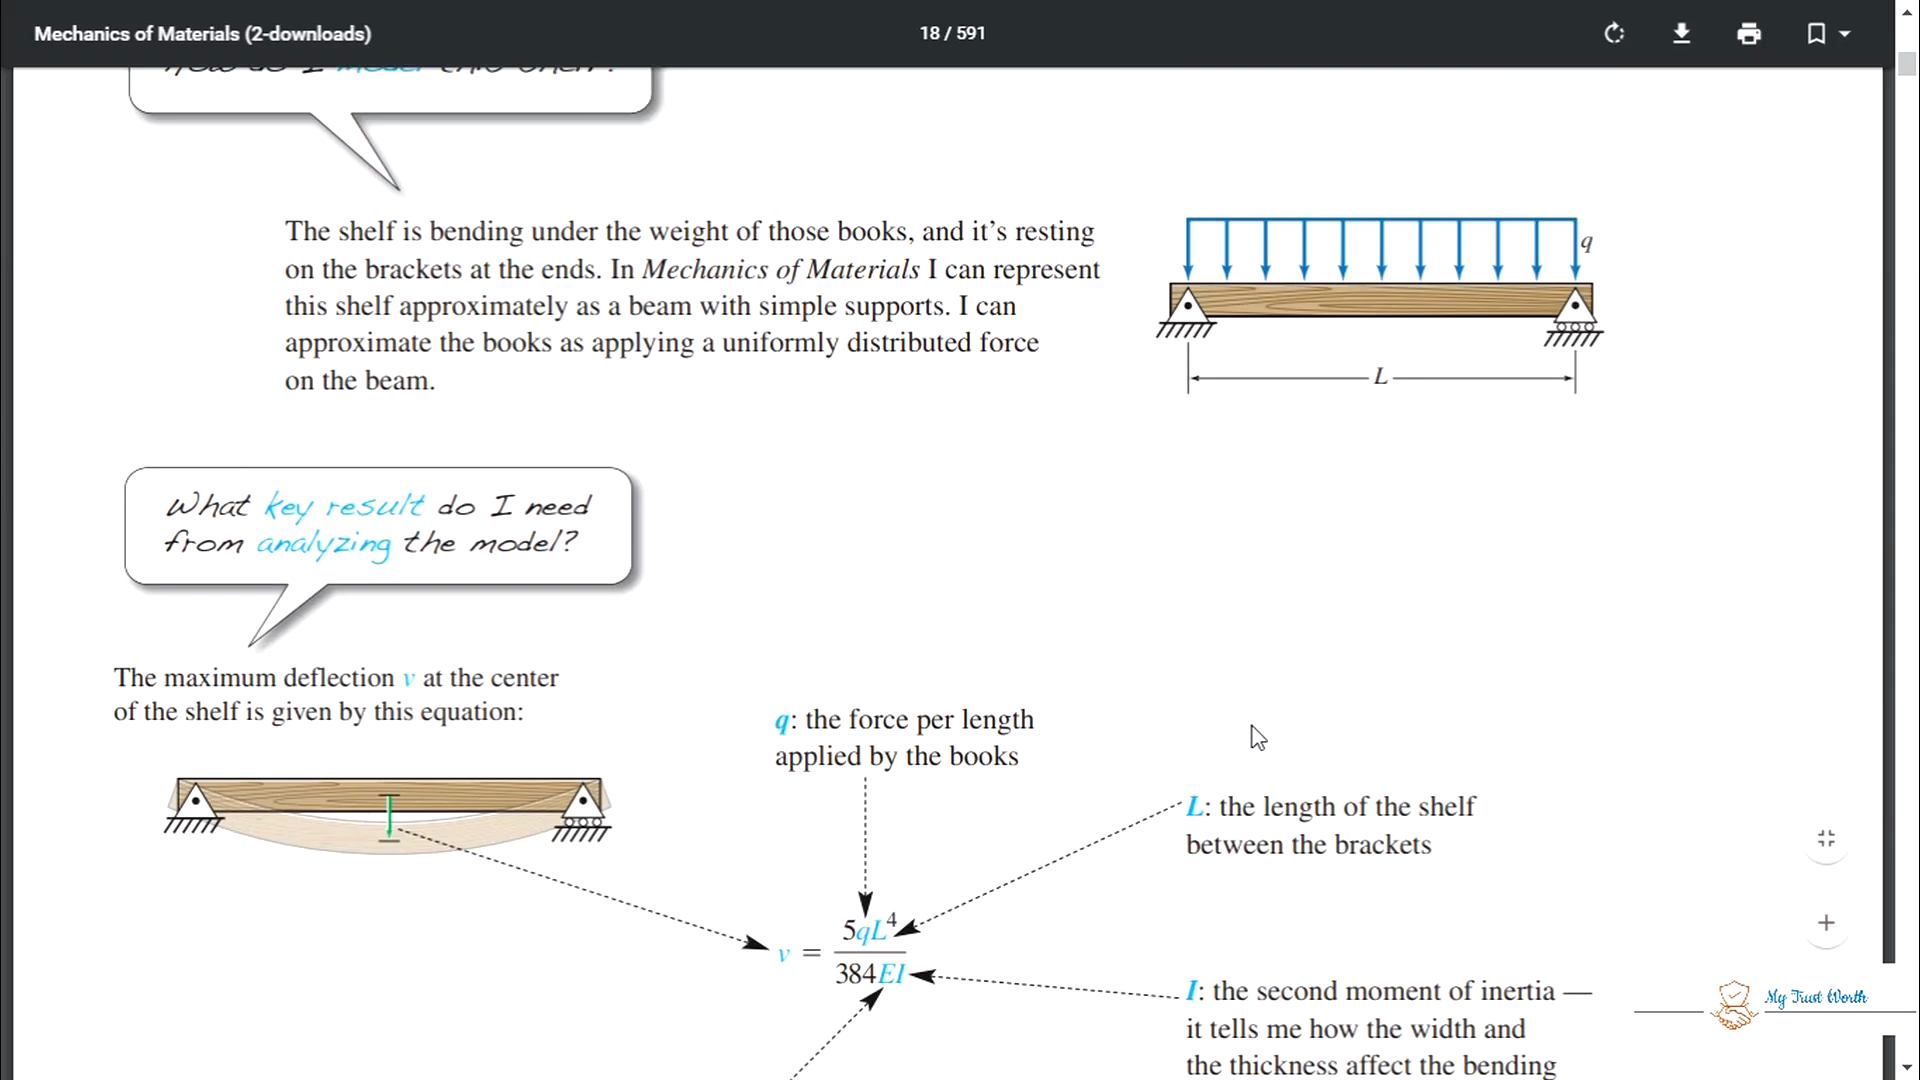 Mechanics of Materials (2-downloads)
18 / 591
How do I model this shelf?
The shelf is bending under the weight of those books, and it's resting
on the brackets at the ends. In Mechanics of Materials I can represent
this shelf approximately as a beam with simple supports. I can
approximate the books as applying a uniformly distributed force
on the beam.
q
L
What key result do I need
from analyzing the model?
The maximum deflection v at the center
of the shelf is given by this equation:
q: the force per length
applied by the books
L: the length of the shelf
between the brackets
v = 5qL⁴ / 384EI
I: the second moment of inertia —
it tells me how the width and
the thickness affect the bending
My Trust Worth